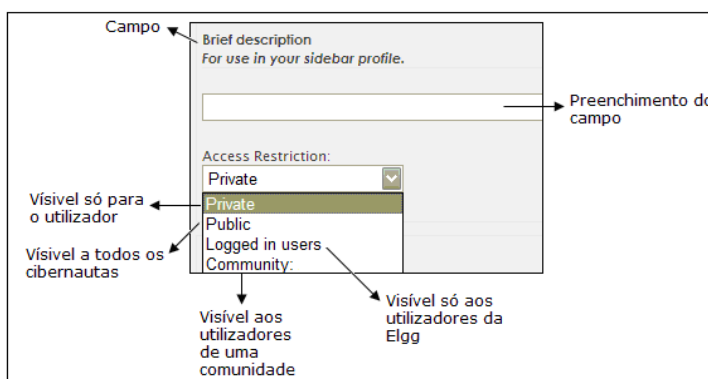 Campo
Brief description
For use in your sidebar profile.
Preenchimento do
campo
Access Restriction:
Private
Private
Public
Logged in users
Community:
Vísivel só para
o utilizador
Vísivel a todos os
cibernautas
Visível aos
utilizadores
de uma
comunidade
Visível só aos
utilizadores da
Elgg